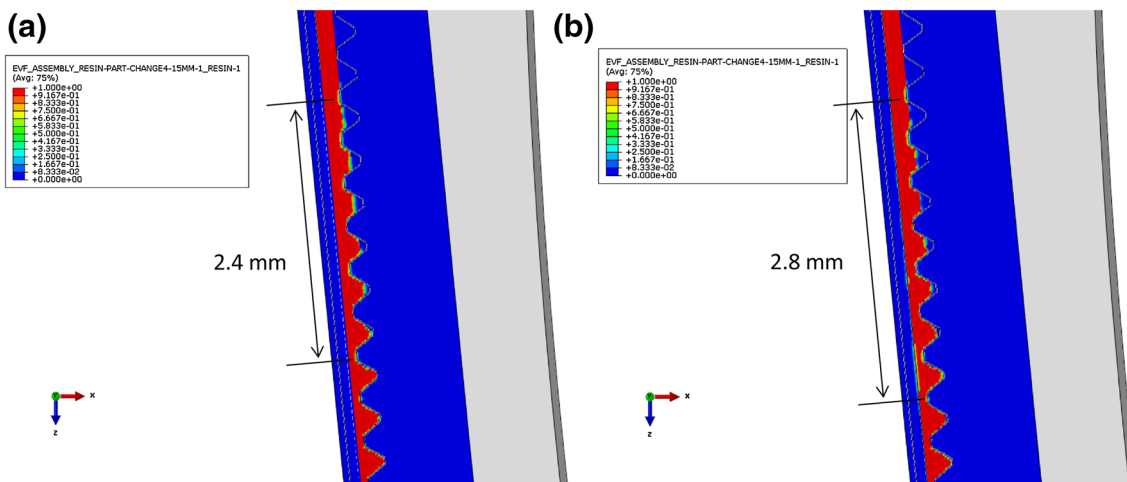 (a)
EVF_ASSEMBLY_RESIN-PART-CHANGE4-15MM-1_RESIN-1
(Avg: 75%)
+1.000e+00
+9.167e-01
+8.333e-01
+7.500e-01
+6.667e-01
+5.833e-01
+5.000e-01
+4.167e-01
+3.333e-01
+2.500e-01
+1.667e-01
+8.333e-02
+0.000e+00
2.4 mm
Y
x
z
(b)
EVF_ASSEMBLY_RESIN-PART-CHANGE4-15MM-1_RESIN-1
(Avg: 75%)
+1.000e+00
+9.167e-01
+8.333e-01
+7.500e-01
+6.667e-01
+5.833e-01
+5.000e-01
+4.167e-01
+3.333e-01
+2.500e-01
+1.667e-01
+8.333e-02
+0.000e+00
2.8 mm
Y
x
z